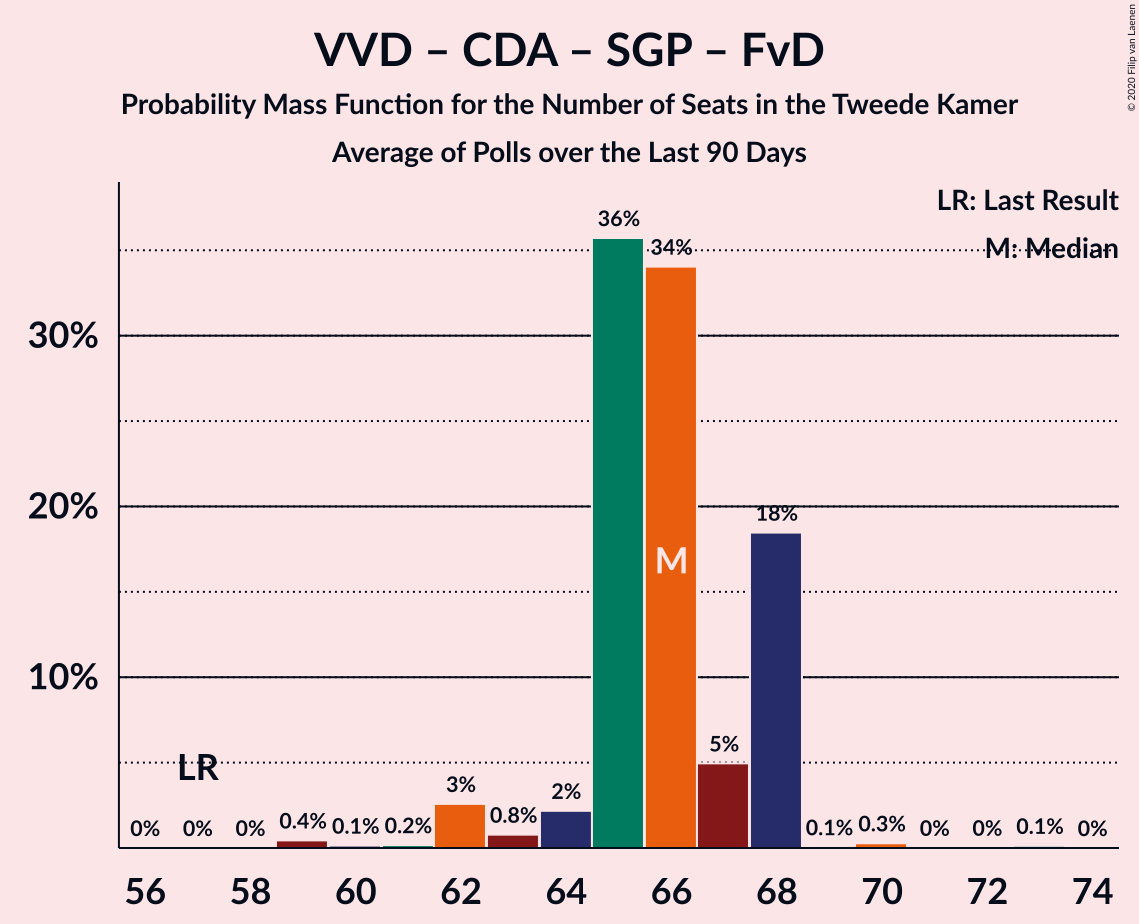 VVD – CDA – SGP – FvD
Probability Mass Function for the Number of Seats in the Tweede Kamer
Average of Polls over the Last 90 Days
© 2020 Filip van Laenen
LR: Last Result
M: Median
36%
34%
30%
20%
18%
M
10%
LR
5%
3%
2%
0% 0% 0% 0.4% 0.1% 0.2% 0.8% 0.1% 0.3% 0% 0% 0.1% 0%
56 58 60 62 64 66 68 70 72 74